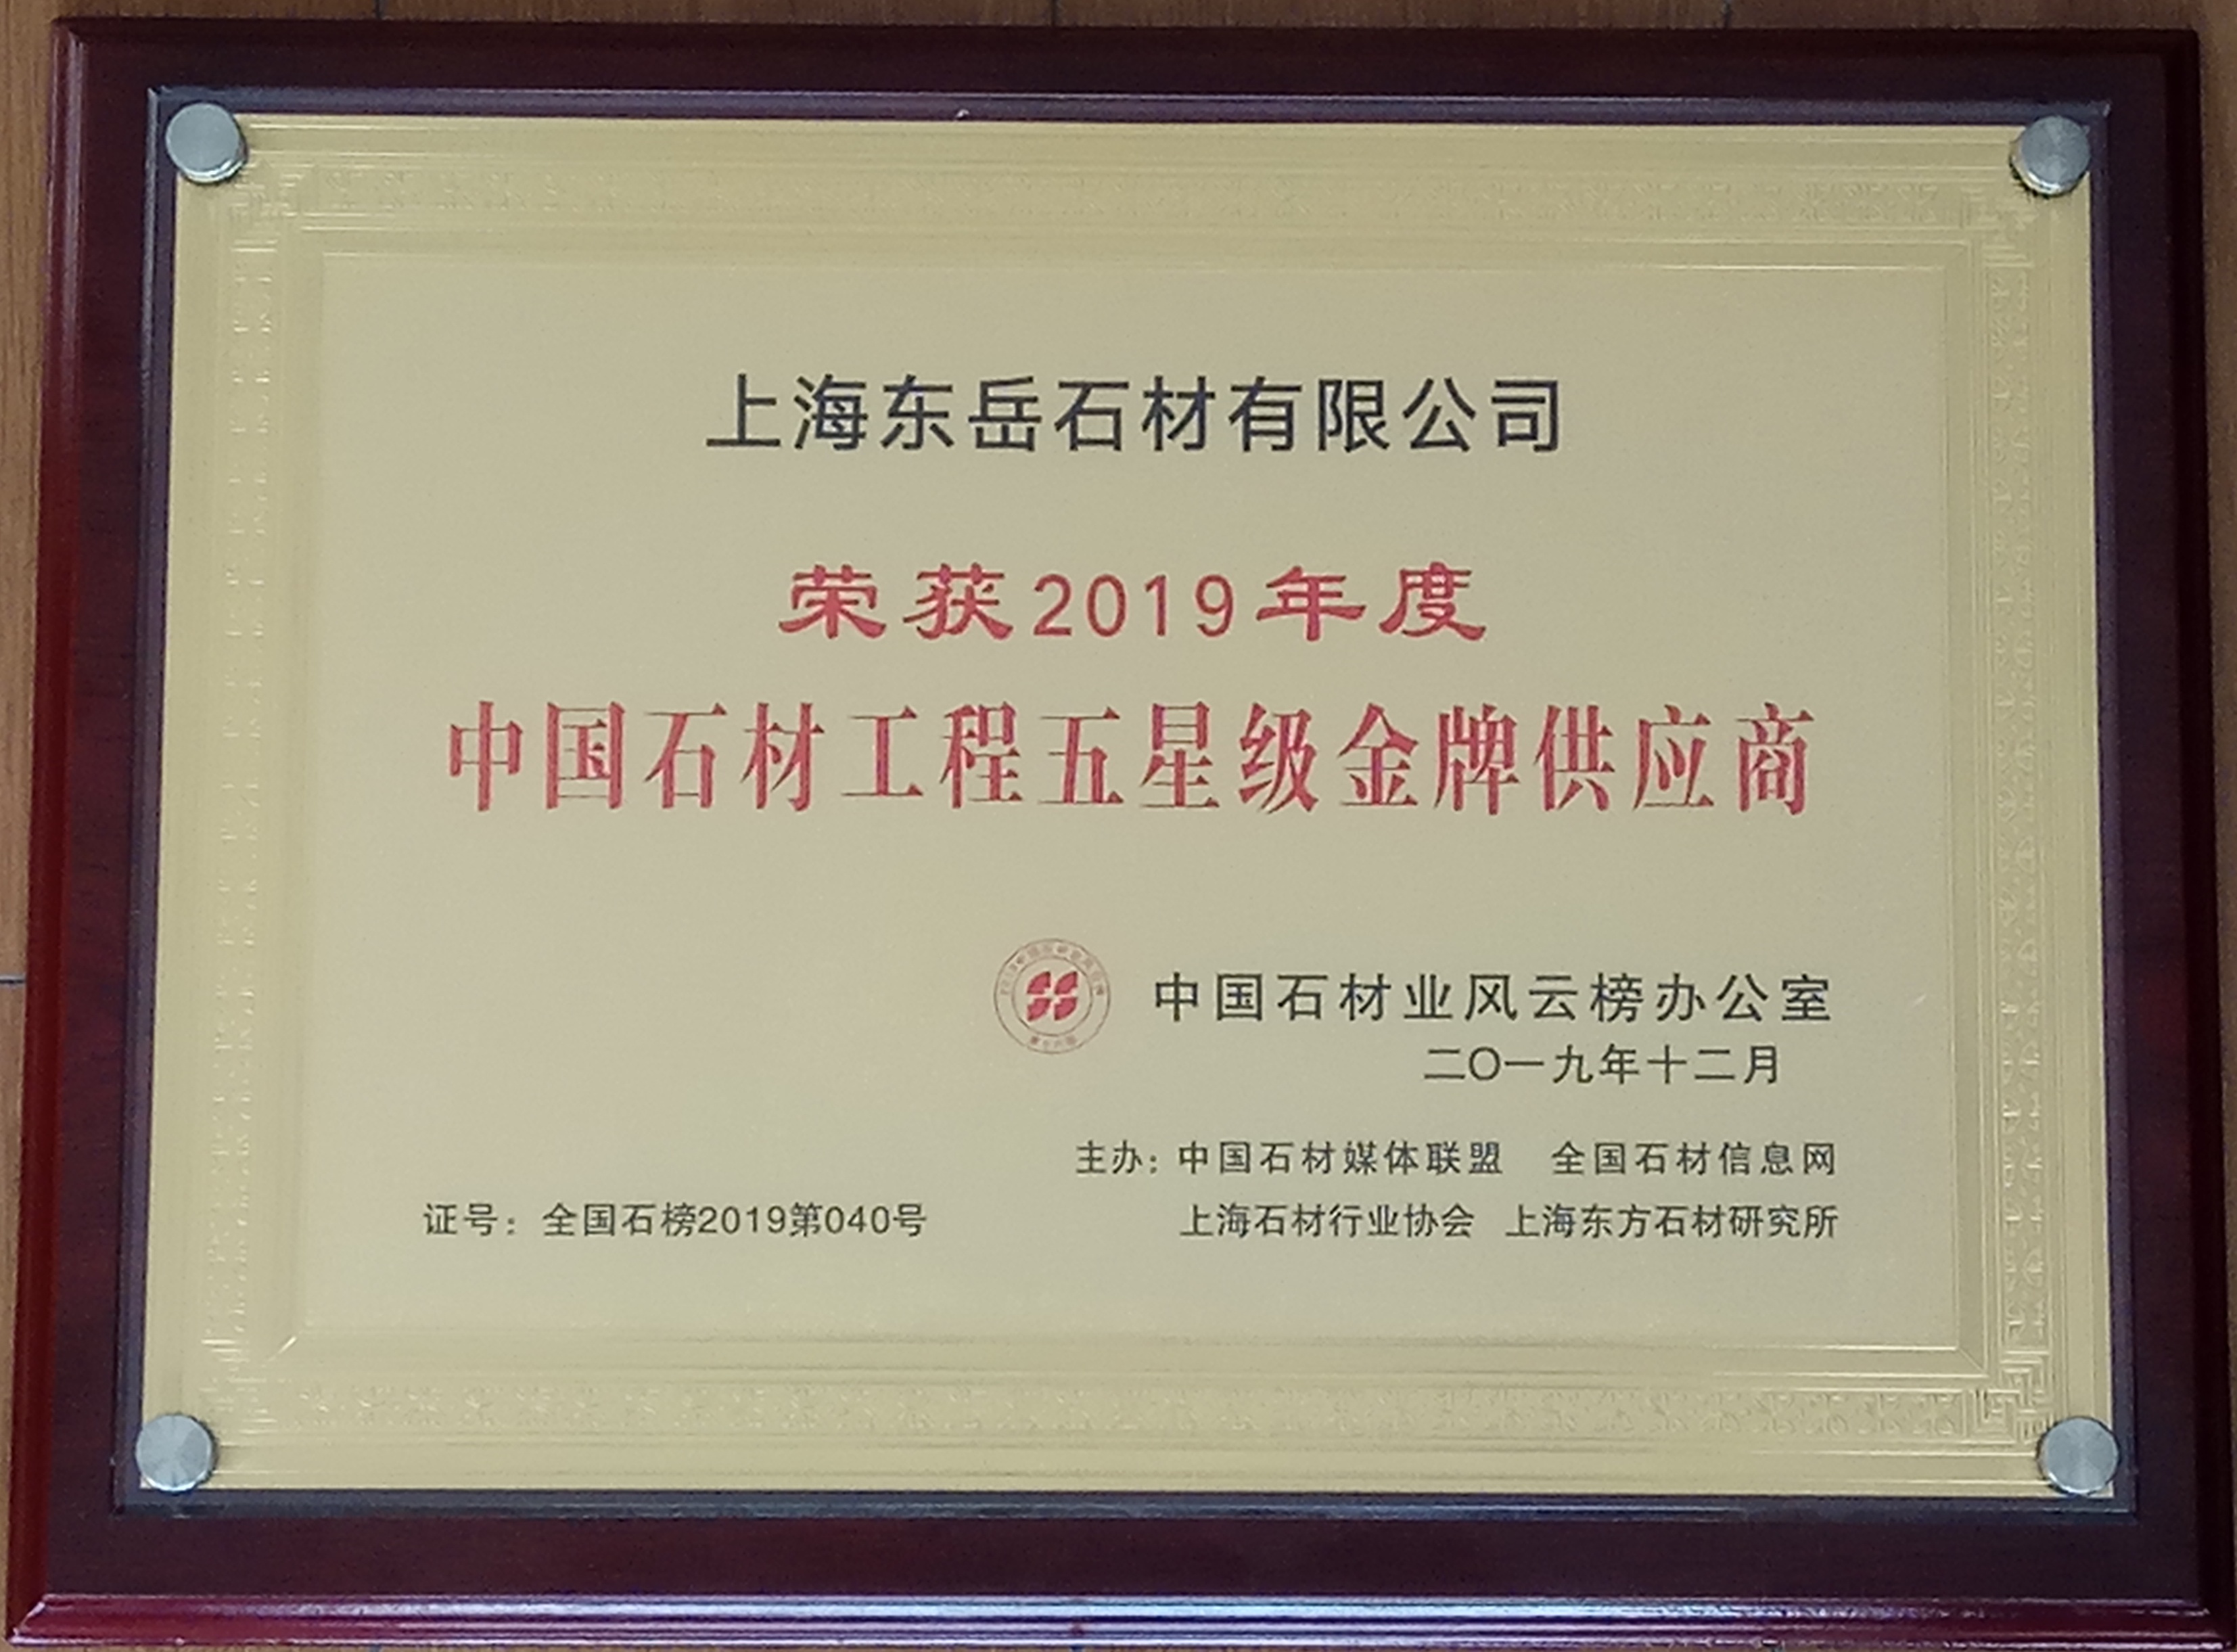 上海东岳石材有限公司
荣获2019年度
中国石材工程五星级金牌供应商
中国石材业风云榜办公室
二〇一九年十二月
主办：中国石材媒体联盟 全国石材信息网
证号：全国石榜2019第040号
上海石材行业协会 上海东方石材研究所